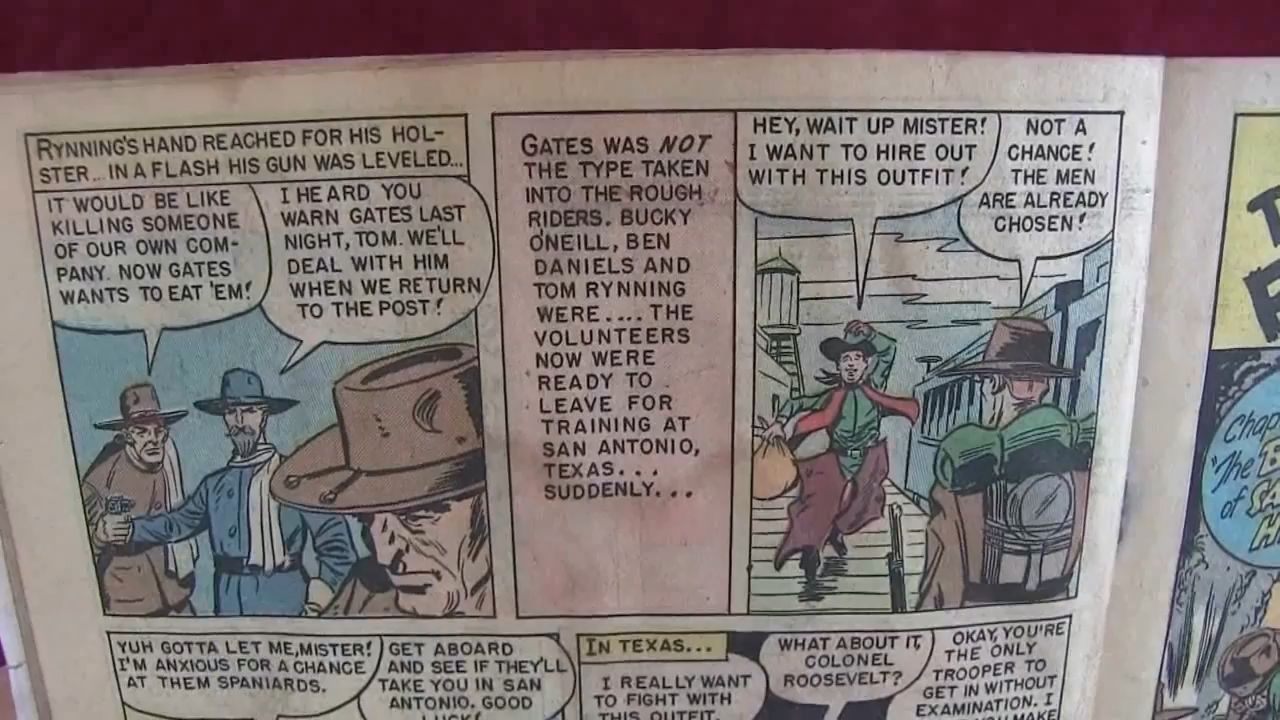 RYNNING'S HAND REACHED FOR HIS HOL-
STER... IN A FLASH HIS GUN WAS LEVELED...
IT WOULD BE LIKE
KILLING SOMEONE
OF OUR OWN COM-
PANY. NOW GATES
WANTS TO EAT 'EM!
I HEARD YOU
WARN GATES LAST
NIGHT, TOM. WE'LL
DEAL WITH HIM
WHEN WE RETURN
TO THE POST!
GATES WAS NOT
THE TYPE TAKEN
INTO THE ROUGH
RIDERS. BUCKY
O'NEILL, BEN
DANIELS AND
TOM RYNNING
WERE.... THE
VOLUNTEERS
NOW WERE
READY TO
LEAVE FOR
TRAINING AT
SAN ANTONIO,
TEXAS...
SUDDENLY...
HEY, WAIT UP MISTER!
I WANT TO HIRE OUT
WITH THIS OUTFIT!
NOT A
CHANCE!
THE MEN
ARE ALREADY
CHOSEN!
YUH GOTTA LET ME, MISTER!
I'M ANXIOUS FOR A CHANCE
AT THEM SPANIARDS.
GET ABOARD
AND SEE IF THEY'LL
TAKE YOU IN SAN
ANTONIO. GOOD
LUCK!
IN TEXAS...
I REALLY WANT
TO FIGHT WITH
THIS OUTFIT.
WHAT ABOUT IT,
COLONEL
ROOSEVELT?
OKAY, YOU'RE
THE ONLY
TROOPER TO
GET IN WITHOUT
EXAMINATION. I
YOU MAKE
"The
of